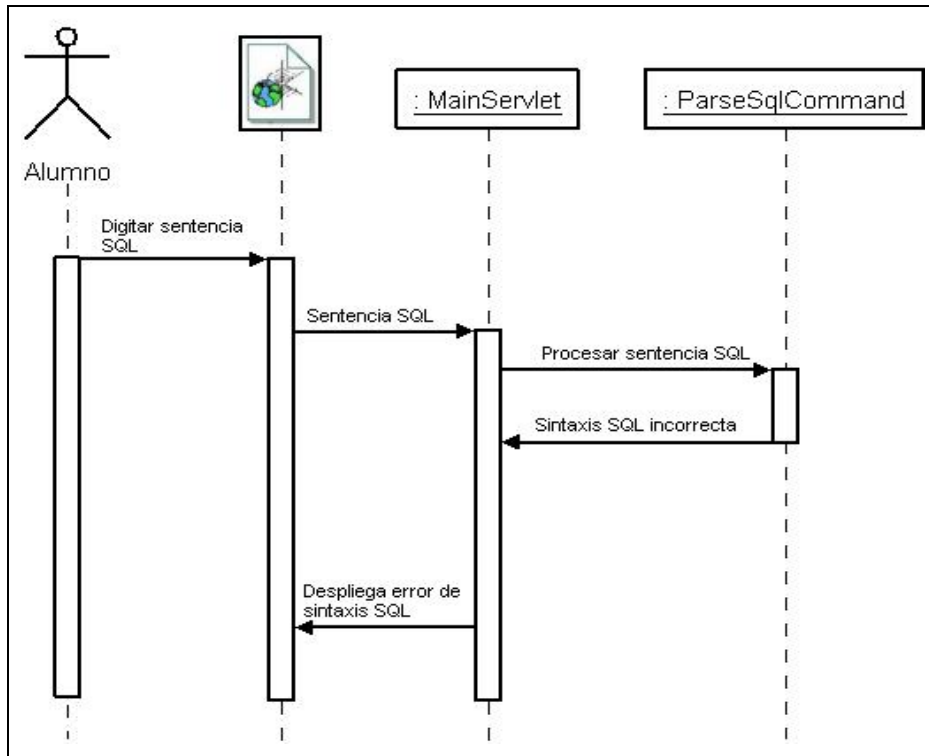 : MainServlet
: ParseSqlCommand
Alumno
Digitar sentencia
SQL
Sentencia SQL
Procesar sentencia SQL
Sintaxis SQL incorrecta
Despliega error de
sintaxis SQL